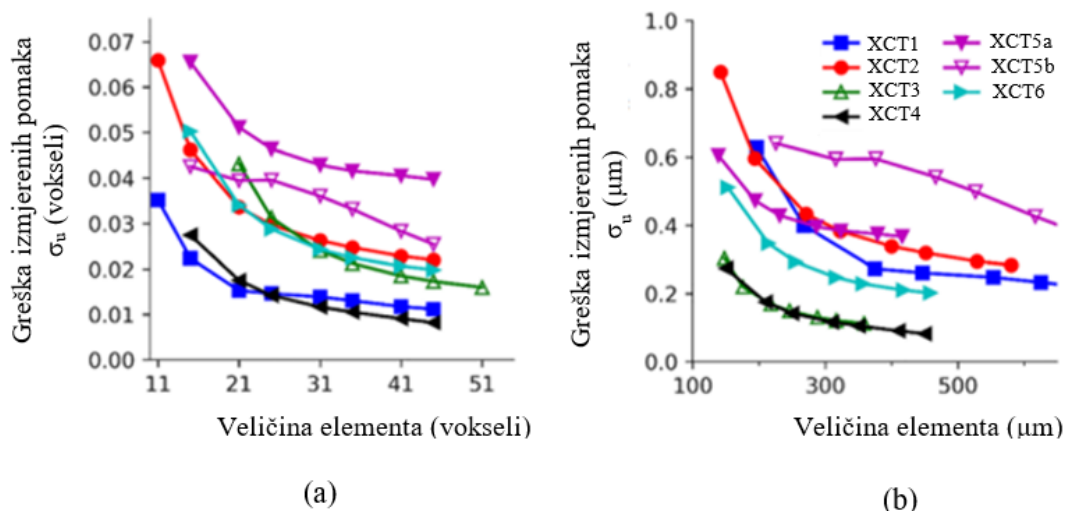 Greška izmjerenih pomaka
σu (vokseli)
0.07
0.06
0.05
0.04
0.03
0.02
0.01
0.00
11 21 31 41 51
Veličina elementa (vokseli)
(a)
Greška izmjerenih pomaka
σu (μm)
1.0
0.8
0.6
0.4
0.2
0.0
XCT1 XCT5a
XCT2 XCT5b
XCT3 XCT6
XCT4
100 300 500
Veličina elementa (μm)
(b)